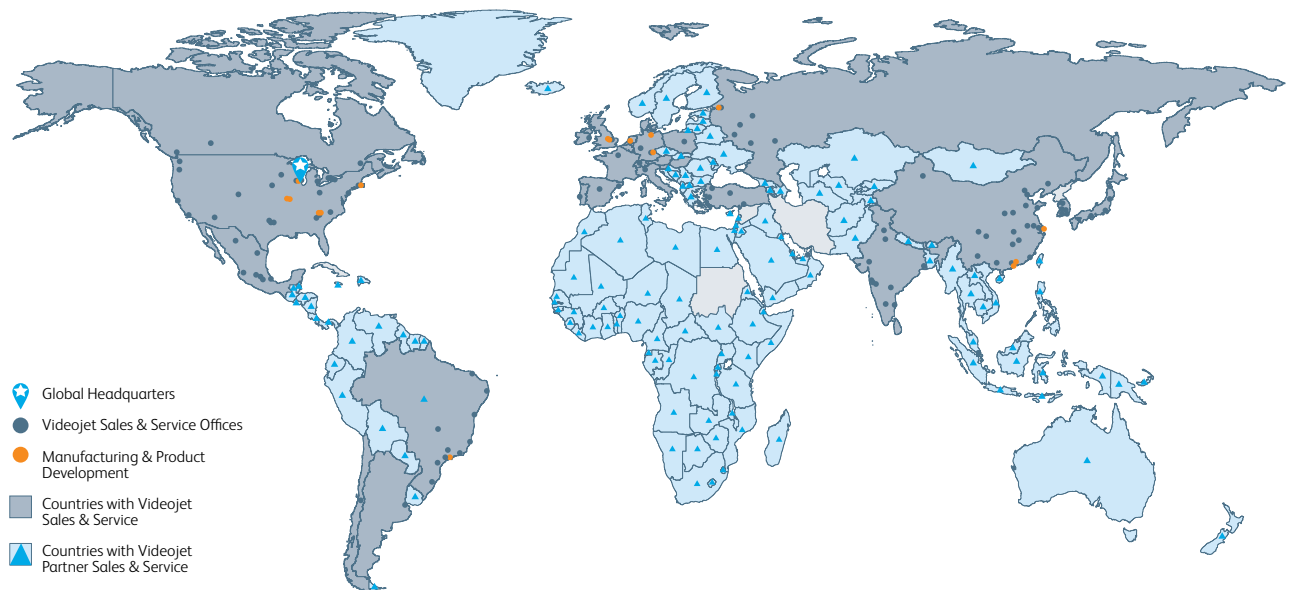 Global Headquarters
Videojet Sales & Service Offices
Manufacturing & Product
Development
Countries with Videojet
Sales & Service
Countries with Videojet
Partner Sales & Service